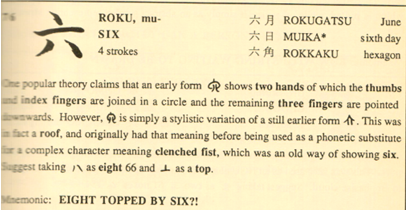 76
六
ROKU, mu-
SIX
4 strokes
六月 ROKUGATSU June
六日 MUIKA* sixth day
六角 ROKKAKU hexagon
One popular theory claims that an early form shows two hands of which the thumbs
and index fingers are joined in a circle and the remaining three fingers are pointed
downwards. However, is simply a stylistic variation of a still earlier form. This was
in fact a roof, and originally had that meaning before being used as a phonetic substitute
for a complex character meaning clenched fist, which was an old way of showing six.
Suggest taking ハ as eight 66 and 亠 as a top.
Mnemonic: EIGHT TOPPED BY SIX?!